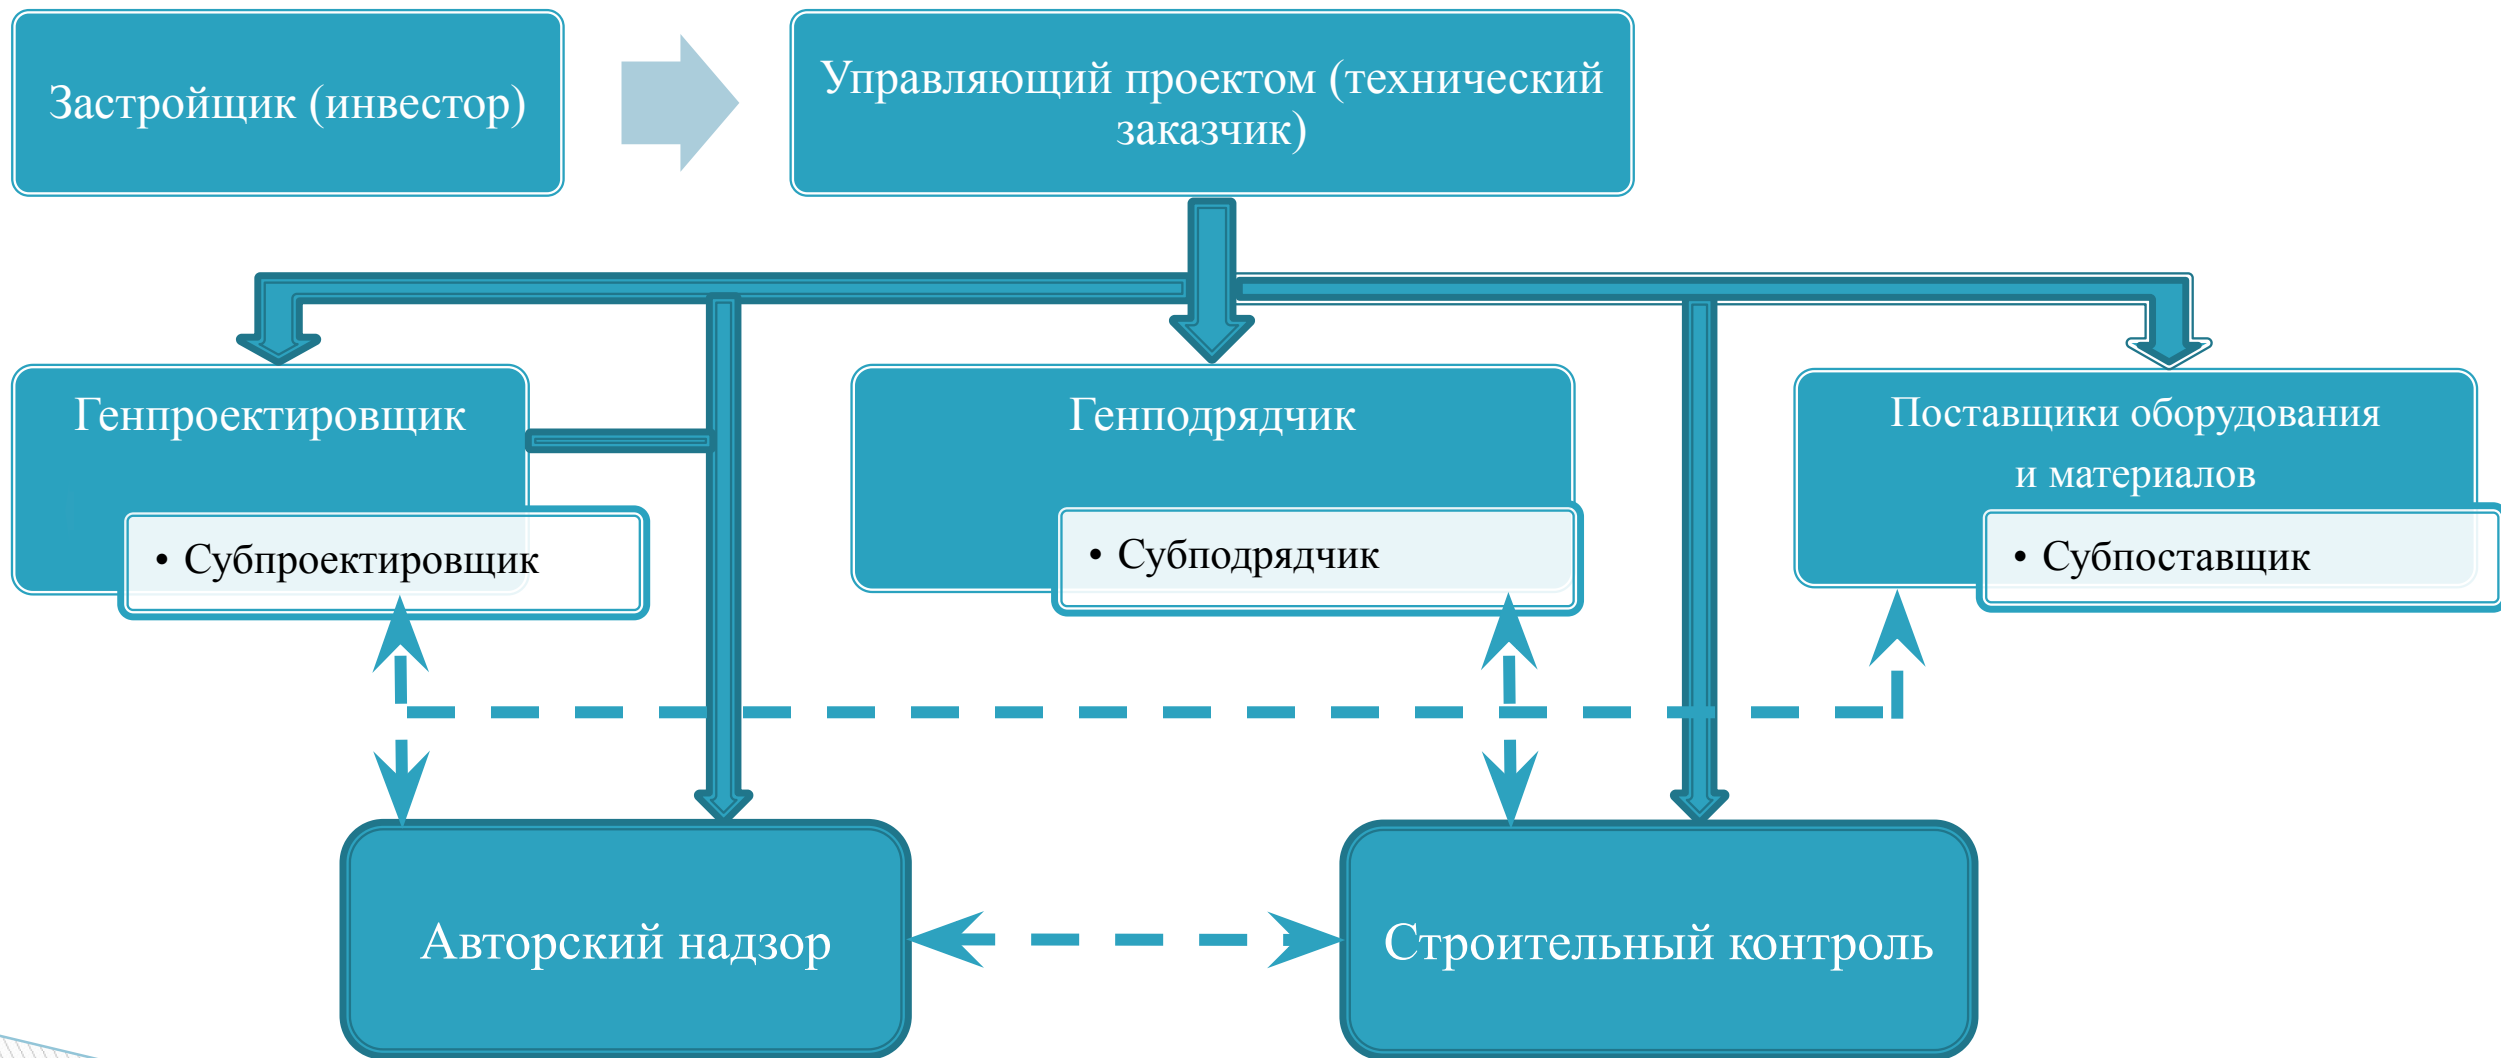 Застройщик (инвестор)
Управляющий проектом (технический
заказчик)
Генпроектировщик
• Субпроектировщик
Генподрядчик
• Субподрядчик
Поставщики оборудования
и материалов
• Субпоставщик
Авторский надзор
Строительный контроль